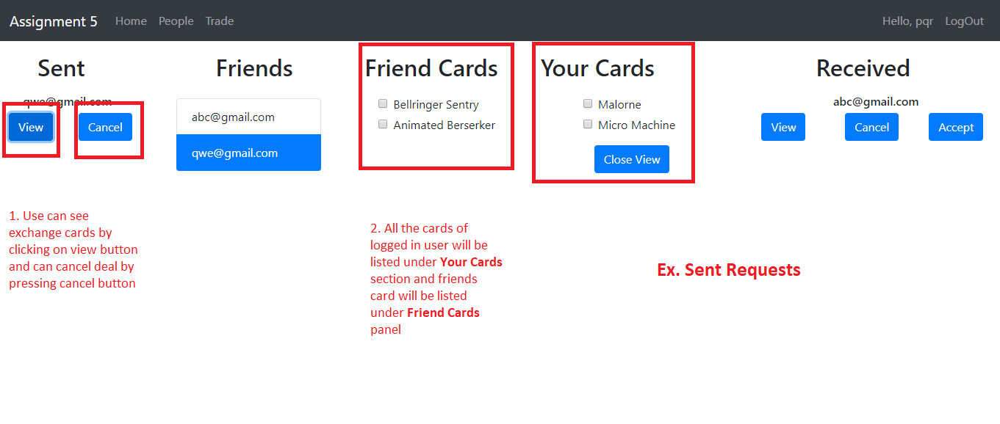 Assignment 5 Home People Trade Hello, pqr LogOut
Sent
qwe@gmail.com
View Cancel
Friends
abc@gmail.com
qwe@gmail.com
Friend Cards
Bellringer Sentry
Animated Berserker
Your Cards
Malorne
Micro Machine
Close View
Received
abc@gmail.com
View Cancel Accept
1. Use can see
exchange cards by
clicking on view button
and can cancel deal by
pressing cancel button
2. All the cards of
logged in user will be
listed under Your Cards
section and friends
card will be listed
under Friend Cards
panel
Ex. Sent Requests